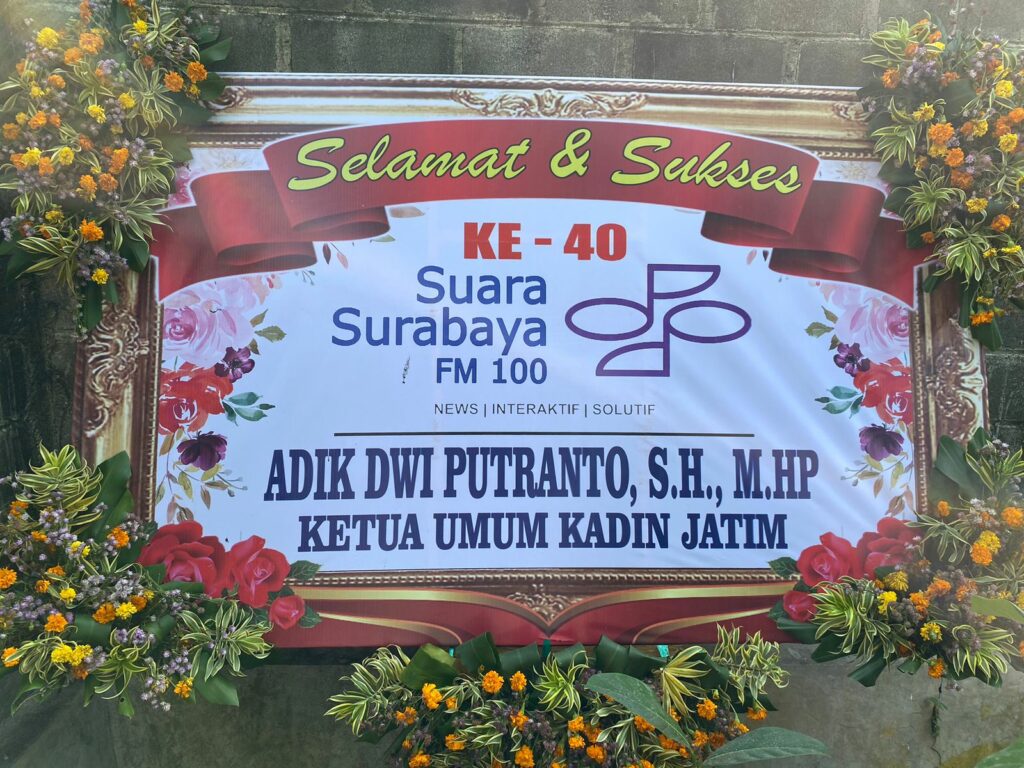 Selamat & Sukses
KE - 40
Suara
Surabaya
FM 100
NEWS | INTERAKTIF | SOLUTIF
ADIK DWI PUTRANTO, S.H., M.HP
KETUA UMUM KADIN JATIM